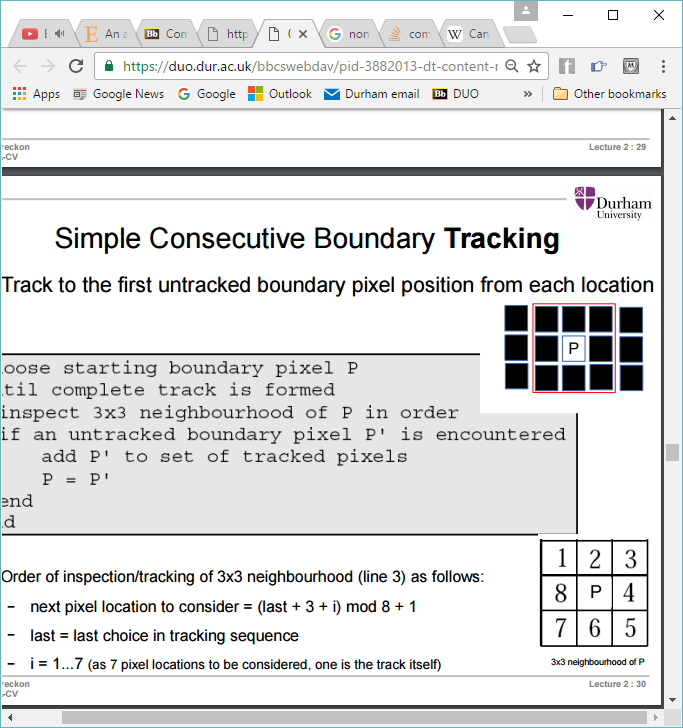 E
An a
Bb Con
http
(
non
com
W Can
https://duo.dur.ac.uk/bbcswebdav/pid-3882013-dt-content-r
Apps
Google News
Google
Outlook
Durham email
Bb DUO
»
Other bookmarks
reckon
-CV
Lecture 2 : 29
Durham
University
Simple Consecutive Boundary Tracking
Track to the first untracked boundary pixel position from each location
P
oose starting boundary pixel P
til complete track is formed
inspect 3x3 neighbourhood of P in order
if an untracked boundary pixel P' is encountered
add P' to set of tracked pixels
P = P'
end
d
Order of inspection/tracking of 3x3 neighbourhood (line 3) as follows:
– next pixel location to consider = (last + 3 + i) mod 8 + 1
– last = last choice in tracking sequence
– i = 1...7 (as 7 pixel locations to be considered, one is the track itself)
1 2 3
8 P 4
7 6 5
3x3 neighbourhood of P
reckon
-CV
Lecture 2 : 30